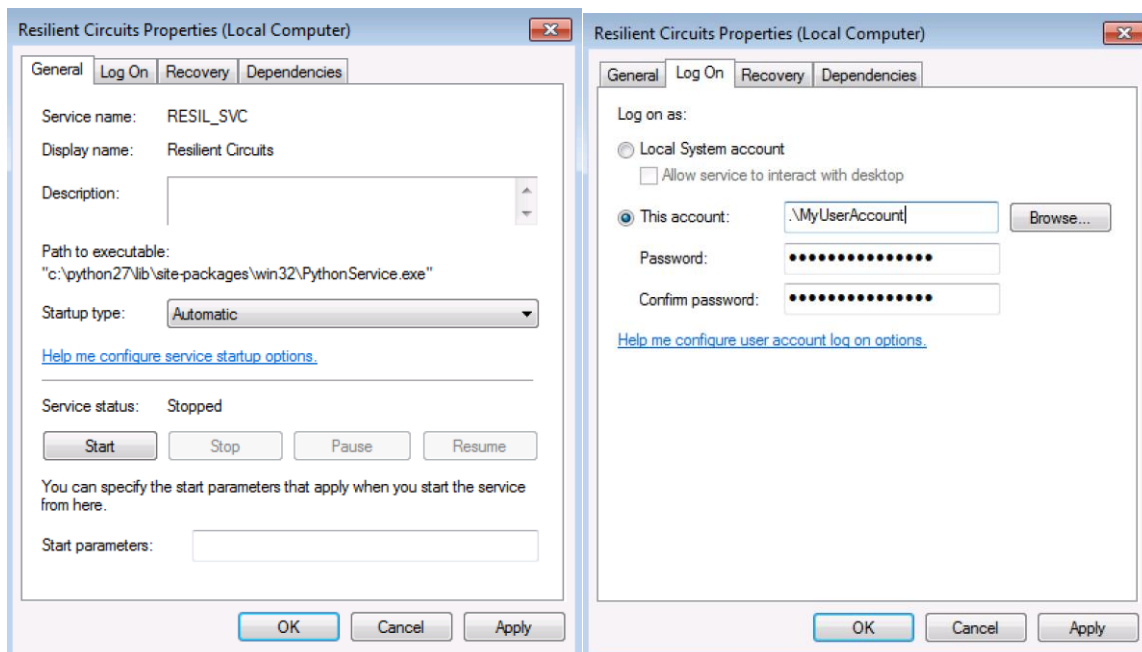 Resilient Circuits Properties (Local Computer)
General Log On Recovery Dependencies
Service name: RESIL_SVC
Display name: Resilient Circuits
Description:
Path to executable:
"c:\python27\lib\site-packages\win32\PythonService.exe"
Startup type: Automatic
Help me configure service startup options.
Service status: Stopped
Start Stop Pause Resume
You can specify the start parameters that apply when you start the service
from here.
Start parameters:
OK Cancel Apply
Resilient Circuits Properties (Local Computer)
General Log On Recovery Dependencies
Log on as:
Local System account
Allow service to interact with desktop
This account: .\MyUserAccount Browse...
Password: ●●●●●●●●●●●●●●●
Confirm password: ●●●●●●●●●●●●●●●
Help me configure user account log on options.
OK Cancel Apply